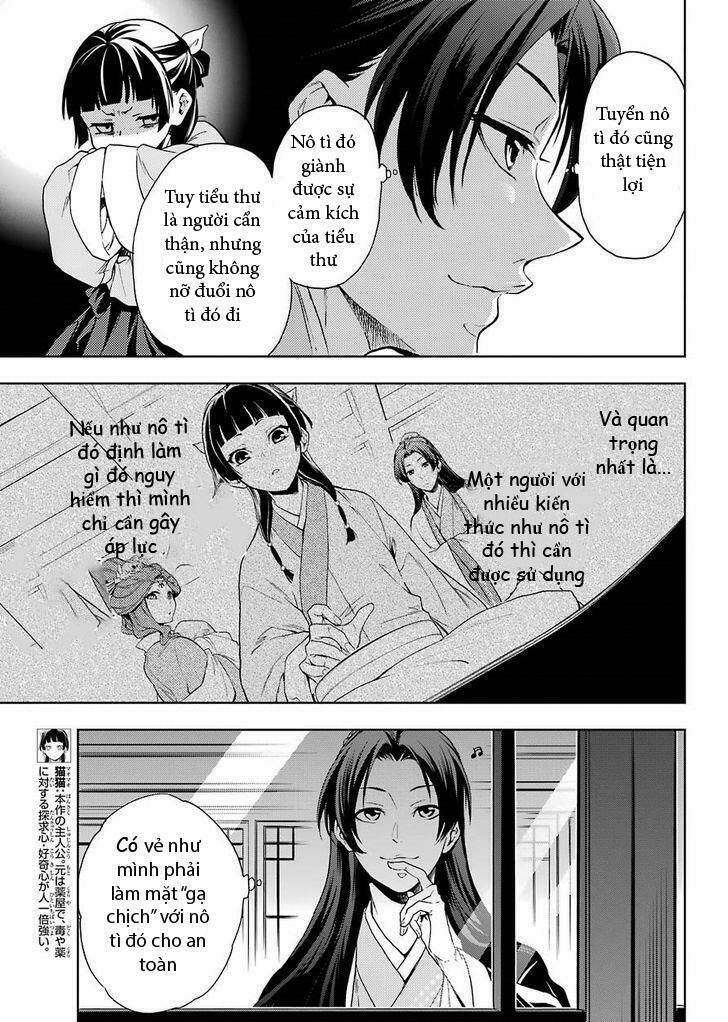 Tuyển nô
tì đó cũng
thật tiện
lợi
Nô tì đó
giành
được sự
cảm kích
của tiểu
thư
Tuy tiểu thư
là người cẩn
thận, nhưng
cũng không
nỡ đuổi nô
tì đó đi
Và quan
trọng
nhất là...
Một người với
nhiều kiến
thức như nô tì
đó thì cần
được sử dụng
Nếu như nô tì
đó định làm
gì đó nguy
hiểm thì mình
chỉ cần gây
áp lực .
Có vẻ như
mình phải
làm mặt "gạ
chịch" với nô
tì đó cho an
toàn
猫猫:本作の主人公。元は薬屋で、毒や薬
に対する探求心・好奇心が人一倍強い。